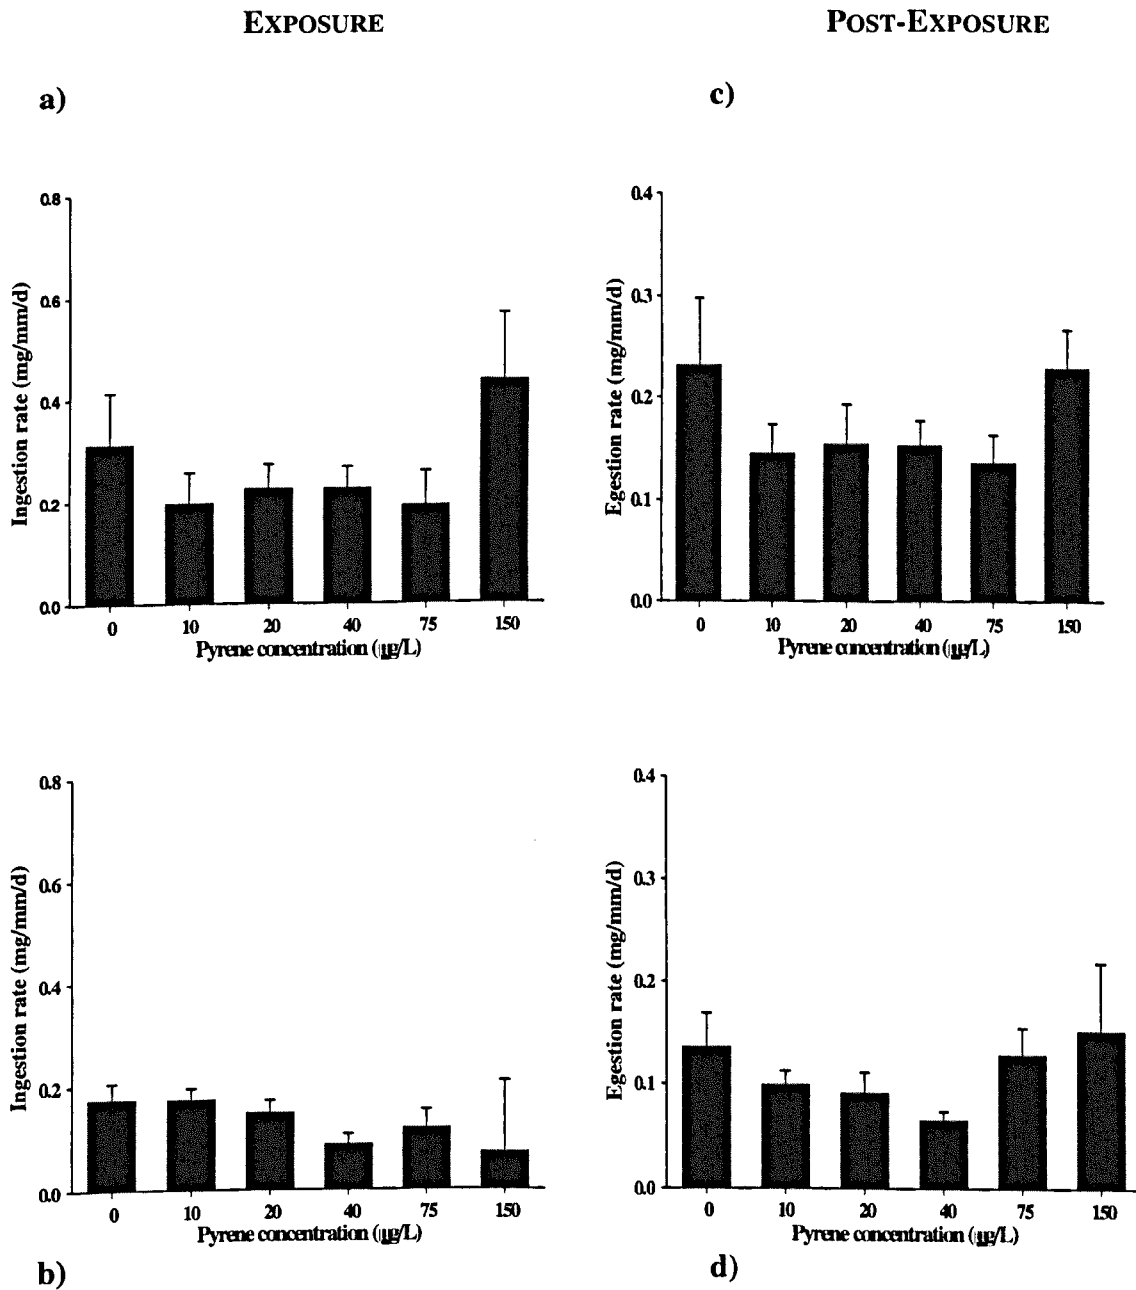 EXPOSURE
POST-EXPOSURE
a)
c)
Ingestion rate (mg/mm/d)
0.8
0.6
0.4
0.2
0.0
0 10 20 40 75 150
Pyrene concentration (µg/L)
Egestion rate (mg/mm/d)
0.4
0.3
0.2
0.1
0.0
0 10 20 40 75 150
Pyrene concentration (µg/L)
Ingestion rate (mg/mm/d)
0.8
0.6
0.4
0.2
0.0
0 10 20 40 75 150
Pyrene concentration (µg/L)
b)
Egestion rate (mg/mm/d)
0.4
0.3
0.2
0.1
0.0
0 10 20 40 75 150
Pyrene concentration (µg/L)
d)